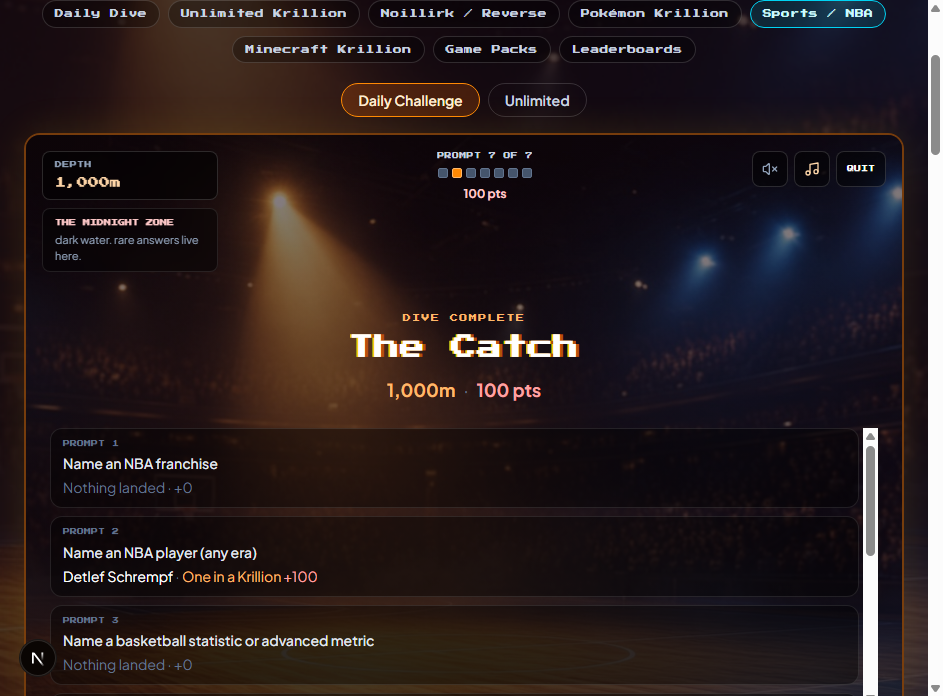 Daily Dive
Unlimited Krillion
Noillirk / Reverse
Pokémon Krillion
Sports / NBA
Minecraft Krillion
Game Packs
Leaderboards
Daily Challenge
Unlimited
DEPTH
1,000m
PROMPT 7 OF 7
100 pts
QUIT
THE MIDNIGHT ZONE
dark water. rare answers live
here.
DIVE COMPLETE
The Catch
1,000m · 100 pts
PROMPT 1
Name an NBA franchise
Nothing landed · +0
PROMPT 2
Name an NBA player (any era)
Detlef Schrempf · One in a Krillion +100
PROMPT 3
Name a basketball statistic or advanced metric
Nothing landed · +0
N